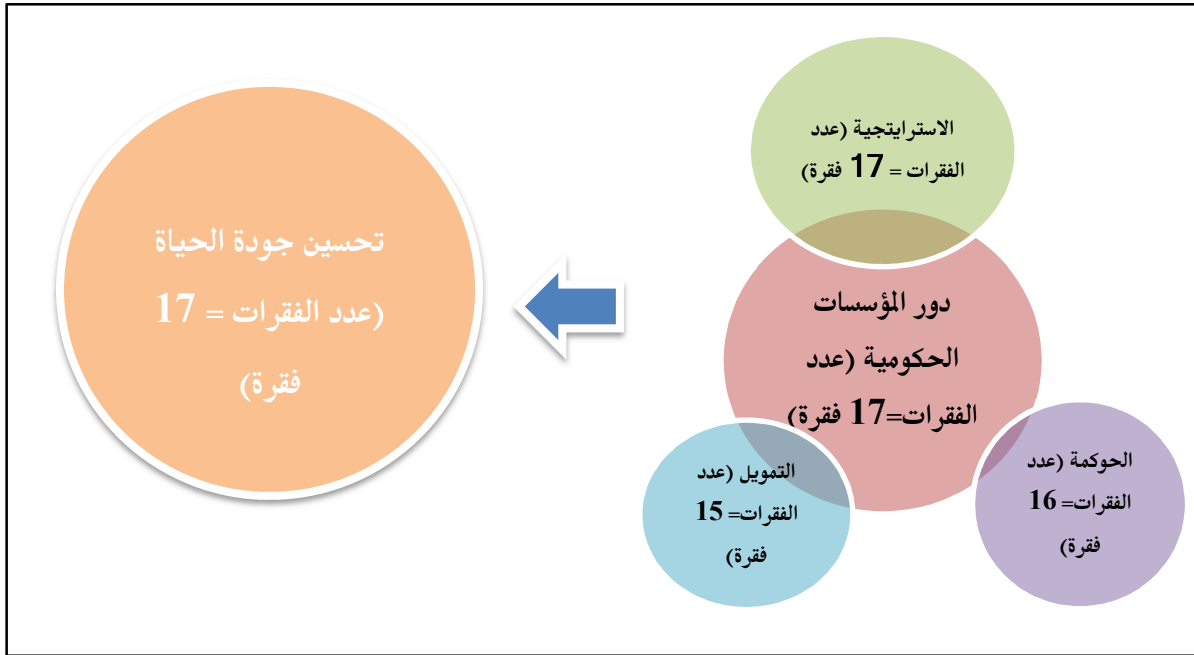 الاسترايتجية (عدد
الفقرات = 17 فقرة)
دور المؤسسات
الحكومية (عدد
الفقرات=17 فقرة)
الحوكمة (عدد
الفقرات= 16
فقرة)
التمويل (عدد
الفقرات= 15
فقرة)
تحسين جودة الحياة
(عدد الفقرات = 17
فقرة)